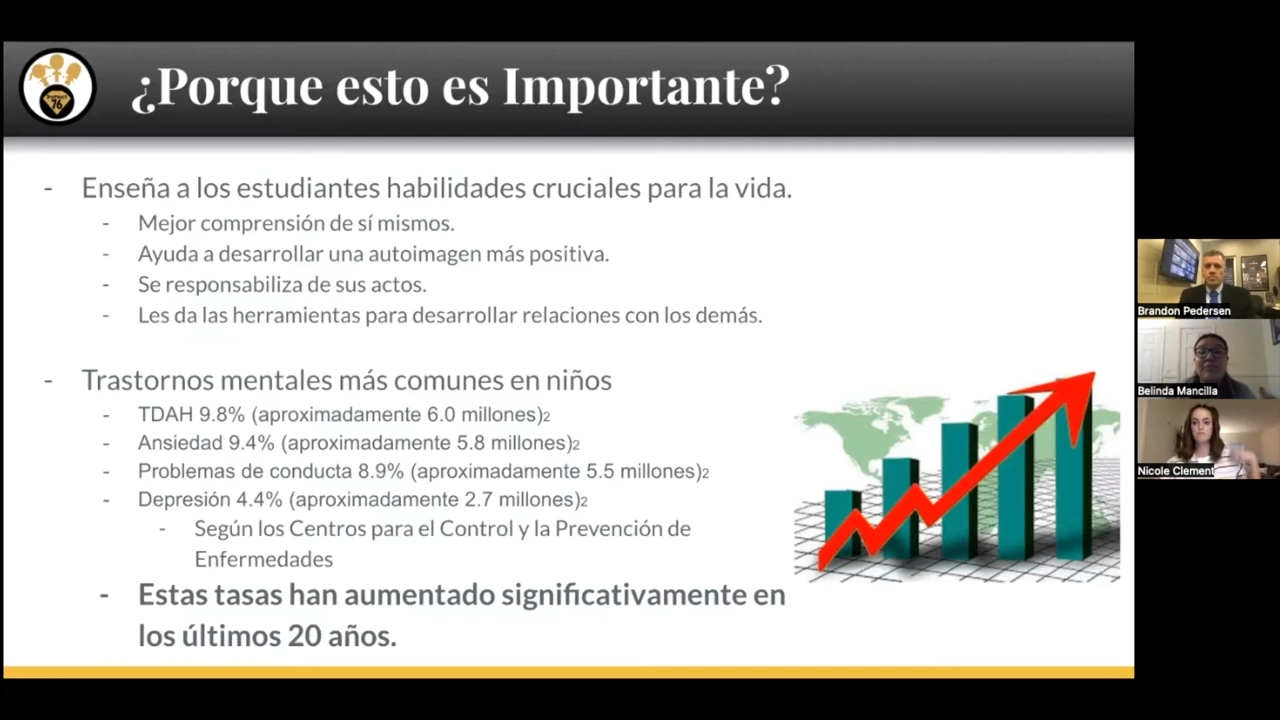 ¿Porque esto es Importante?
DISTRICT
76
- Enseña a los estudiantes habilidades cruciales para la vida.
- Mejor comprensión de sí mismos.
- Ayuda a desarrollar una autoimagen más positiva.
- Se responsabiliza de sus actos.
- Les da las herramientas para desarrollar relaciones con los demás.
- Trastornos mentales más comunes en niños
- TDAH 9.8% (aproximadamente 6.0 millones)2
- Ansiedad 9.4% (aproximadamente 5.8 millones)2
- Problemas de conducta 8.9% (aproximadamente 5.5 millones)2
- Depresión 4.4% (aproximadamente 2.7 millones)2
- Según los Centros para el Control y la Prevención de
Enfermedades
- Estas tasas han aumentado significativamente en
los últimos 20 años.
Brandon Pedersen
Belinda Mancilla
Nicole Clement